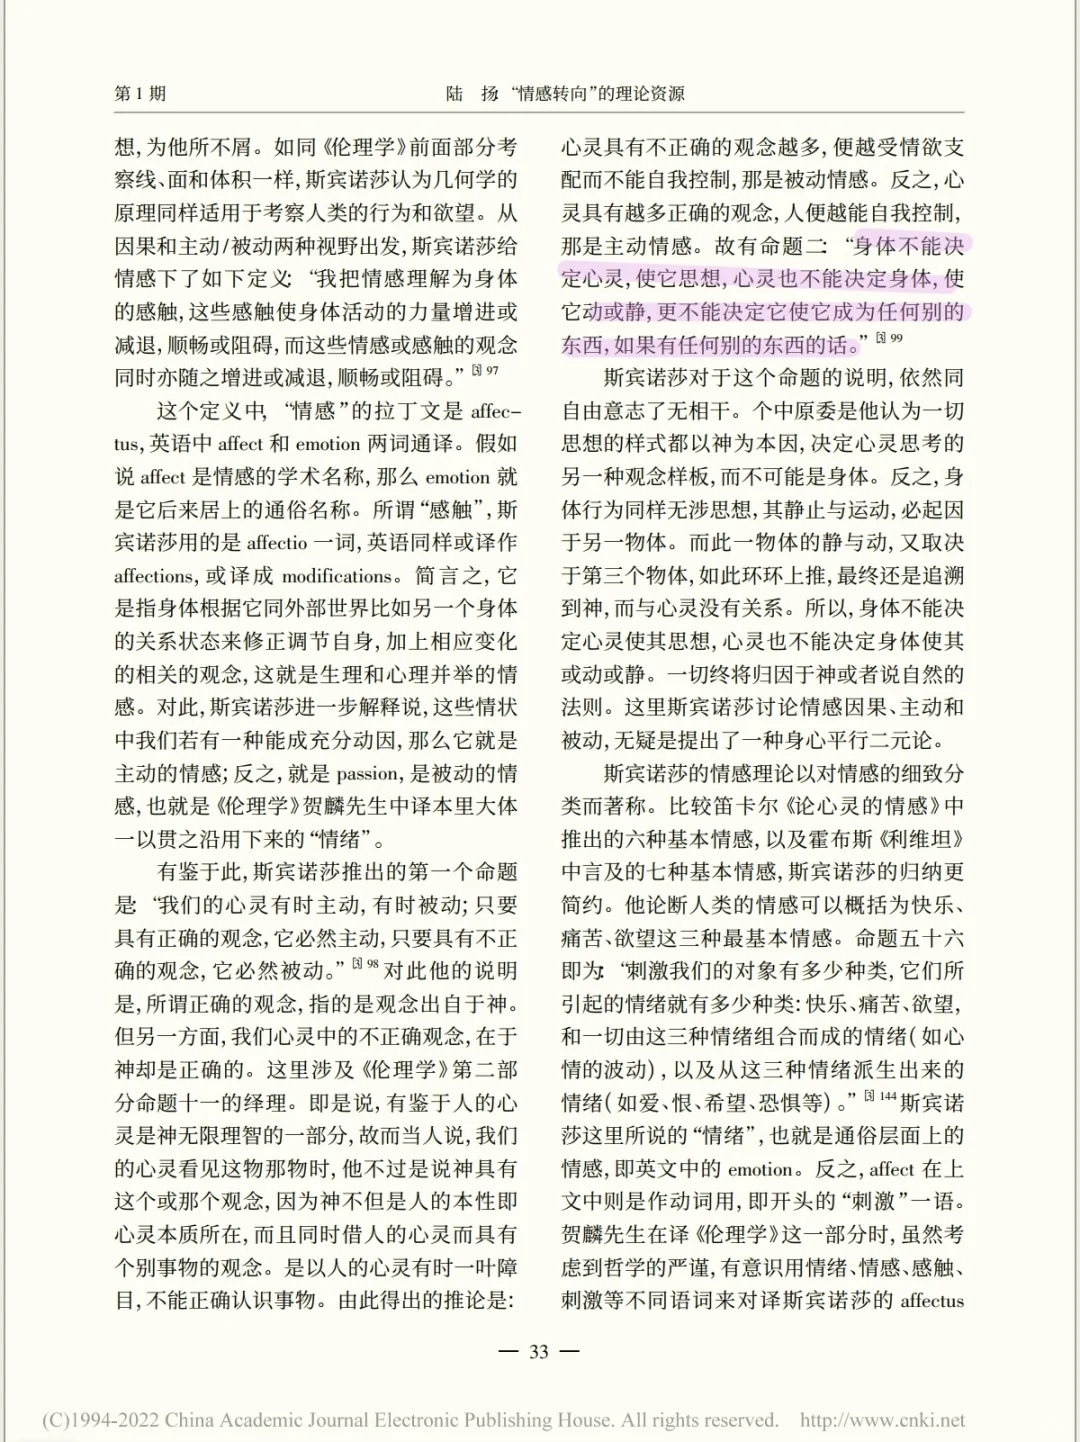 第 1 期
陆　扬:“情感转向”的理论资源
想,为他所不屑。如同《伦理学》前面部分考
察线、面和体积一样,斯宾诺莎认为几何学的
原理同样适用于考察人类的行为和欲望。从
因果和主动/被动两种视野出发,斯宾诺莎给
情感下了如下定义:“我把情感理解为身体
的感触,这些感触使身体活动的力量增进或
减退,顺畅或阻碍,而这些情感或感触的观念
同时亦随之增进或减退,顺畅或阻碍。”[3]97
这个定义中,“情感”的拉丁文是 affec-
tus,英语中 affect 和 emotion 两词通译。假如
说 affect 是情感的学术名称,那么 emotion 就
是它后来居上的通俗名称。所谓“感触”,斯
宾诺莎用的是 affectio 一词,英语同样或译作
affections,或译成 modifications。简言之,它
是指身体根据它同外部世界比如另一个身体
的关系状态来修正调节自身,加上相应变化
的相关的观念,这就是生理和心理并举的情
感。对此,斯宾诺莎进一步解释说,这些情状
中我们若有一种能成充分动因,那么它就是
主动的情感;反之,就是 passion,是被动的情
感,也就是《伦理学》贺麟先生中译本里大体
一以贯之沿用下来的“情绪”。
有鉴于此,斯宾诺莎推出的第一个命题
是:“我们的心灵有时主动,有时被动;只要
具有正确的观念,它必然主动,只要具有不正
确的观念,它必然被动。”[3]98 对此他的说明
是,所谓正确的观念,指的是观念出自于神。
但另一方面,我们心灵中的不正确观念,在于
神却是正确的。这里涉及《伦理学》第二部
分命题十一的绎理。即是说,有鉴于人的心
灵是神无限理智的一部分,故而当人说,我们
的心灵看见这物那物时,他不过是说神具有
这个或那个观念,因为神不但是人的本性即
心灵本质所在,而且同时借人的心灵而具有
个别事物的观念。是以人的心灵有时一叶障
目,不能正确认识事物。由此得出的推论是:
心灵具有不正确的观念越多,便越受情欲支
配而不能自我控制,那是被动情感。反之,心
灵具有越多正确的观念,人便越能自我控制,
那是主动情感。故有命题二:“身体不能决
定心灵,使它思想,心灵也不能决定身体,使
它动或静,更不能决定它使它成为任何别的
东西,如果有任何别的东西的话。”[3]99
斯宾诺莎对于这个命题的说明,依然同
自由意志了无相干。个中原委是他认为一切
思想的样式都以神为本因,决定心灵思考的
另一种观念样板,而不可能是身体。反之,身
体行为同样无涉思想,其静止与运动,必起因
于另一物体。而此一物体的静与动,又取决
于第三个物体,如此环环上推,最终还是追溯
到神,而与心灵没有关系。所以,身体不能决
定心灵使其思想,心灵也不能决定身体使其
或动或静。一切终将归因于神或者说自然的
法则。这里斯宾诺莎讨论情感因果、主动和
被动,无疑是提出了一种身心平行二元论。
斯宾诺莎的情感理论以对情感的细致分
类而著称。比较笛卡尔《论心灵的情感》中
推出的六种基本情感,以及霍布斯《利维坦》
中言及的七种基本情感,斯宾诺莎的归纳更
简约。他论断人类的情感可以概括为快乐、
痛苦、欲望这三种最基本情感。命题五十六
即为:“刺激我们的对象有多少种类,它们所
引起的情绪就有多少种类:快乐、痛苦、欲望,
和一切由这三种情绪组合而成的情绪(如心
情的波动),以及从这三种情绪派生出来的
情绪(如爱、恨、希望、恐惧等)。”[3]144 斯宾诺
莎这里所说的“情绪”,也就是通俗层面上的
情感,即英文中的 emotion。反之,affect 在上
文中则是作动词用,即开头的“刺激”一语。
贺麟先生在译《伦理学》这一部分时,虽然考
虑到哲学的严谨,有意识用情绪、情感、感触、
刺激等不同语词来对译斯宾诺莎的 affectus
— 33 —
(C)1994-2022 China Academic Journal Electronic Publishing House. All rights reserved. http://www.cnki.net